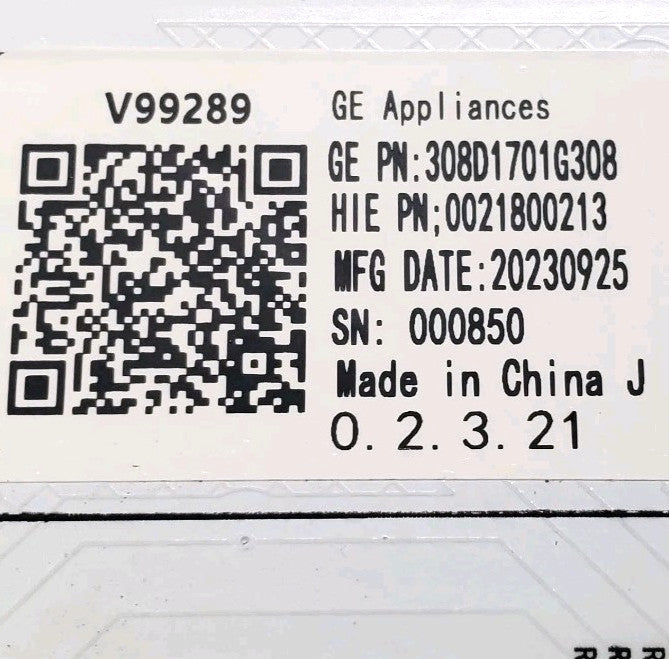 V99289
GE Appliances
GE PN:308D1701G308
HIE PN;0021800213
MFG DATE:20230925
SN: 000850
Made in China J
0. 2. 3. 21
R R R